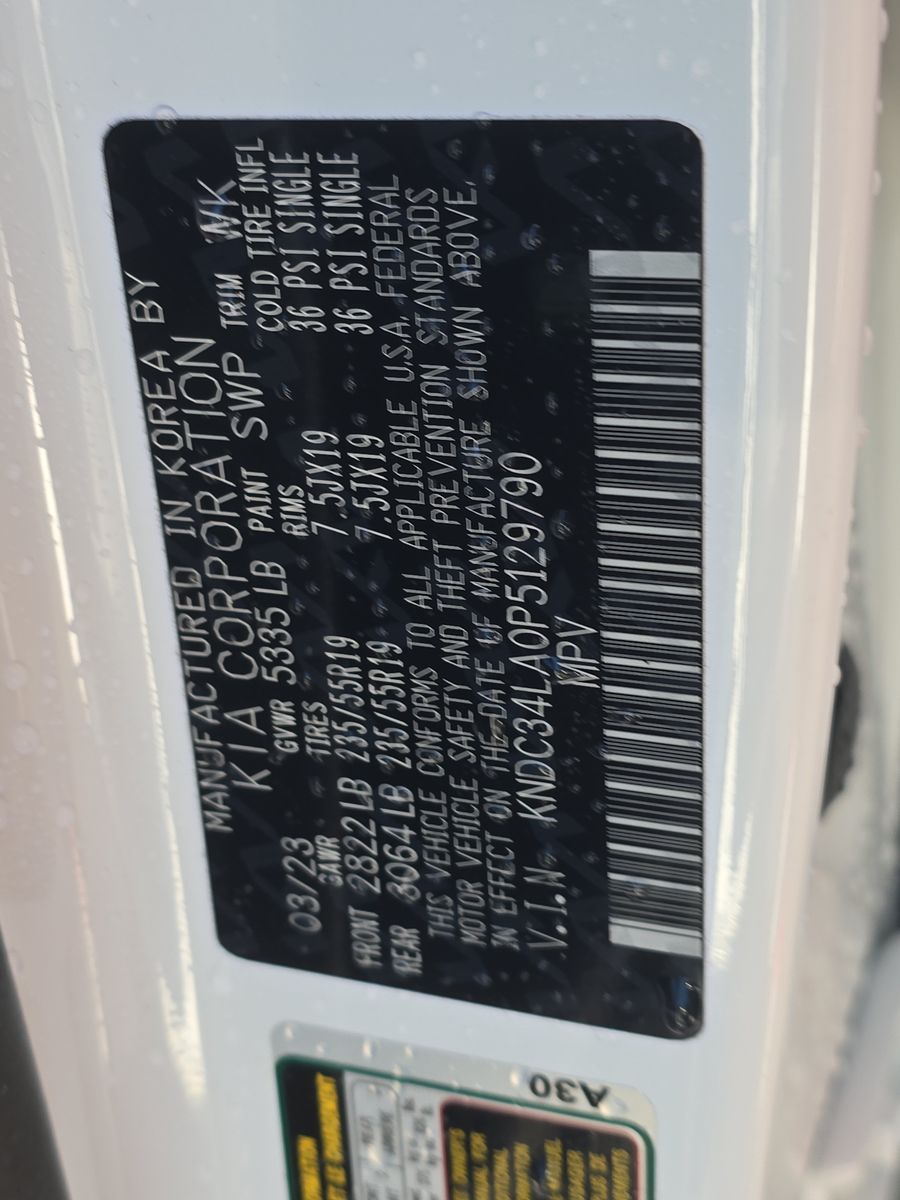 MANUFACTURED IN KOREA BY
KIA CORPORATION
03/23 GVWR 5335 LB PAINT SWP TRIM WK
GAWR TIRES RIMS COLD TIRE INFL
FRONT 2822 LB 235/55R19 7.5JX19 36 PSI SINGLE
REAR 3064 LB 235/55R19 7.5JX19 36 PSI SINGLE
THIS VEHICLE CONFORMS TO ALL APPLICABLE U.S.A. FEDERAL
MOTOR VEHICLE SAFETY AND THEFT PREVENTION STANDARDS
IN EFFECT ON THE DATE OF MANUFACTURE SHOWN ABOVE.
V.I.N KNDC34LA0P5129790
MPV
A30